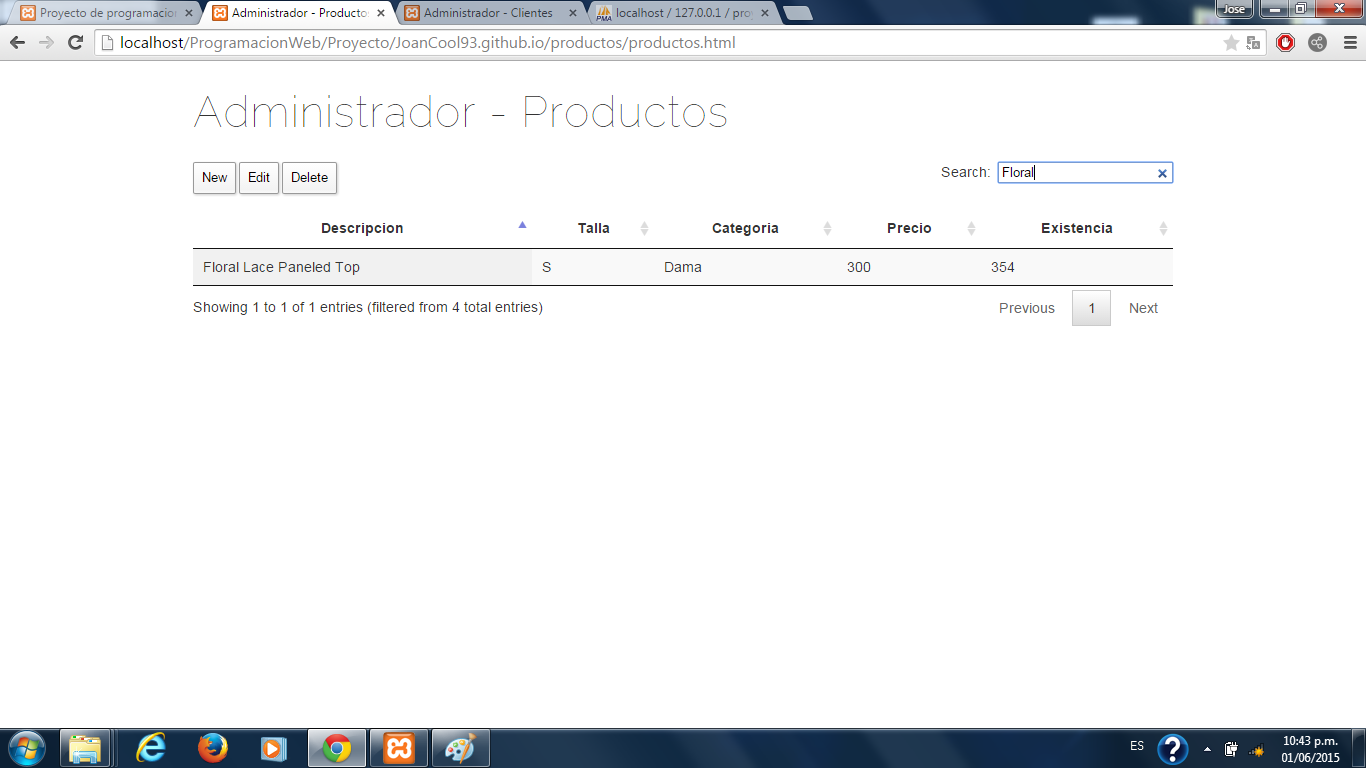 Proyecto de programacion
Administrador - Productos
Administrador - Clientes
localhost / 127.0.0.1 / pro
Jose
localhost/ProgramacionWeb/Proyecto/JoanCool93.github.io/productos/productos.html
Administrador - Productos
New Edit Delete
Search: Floral
Descripcion Talla Categoria Precio Existencia
Floral Lace Paneled Top S Dama 300 354
Showing 1 to 1 of 1 entries (filtered from 4 total entries)
Previous 1 Next
ES
10:43 p.m.
01/06/2015